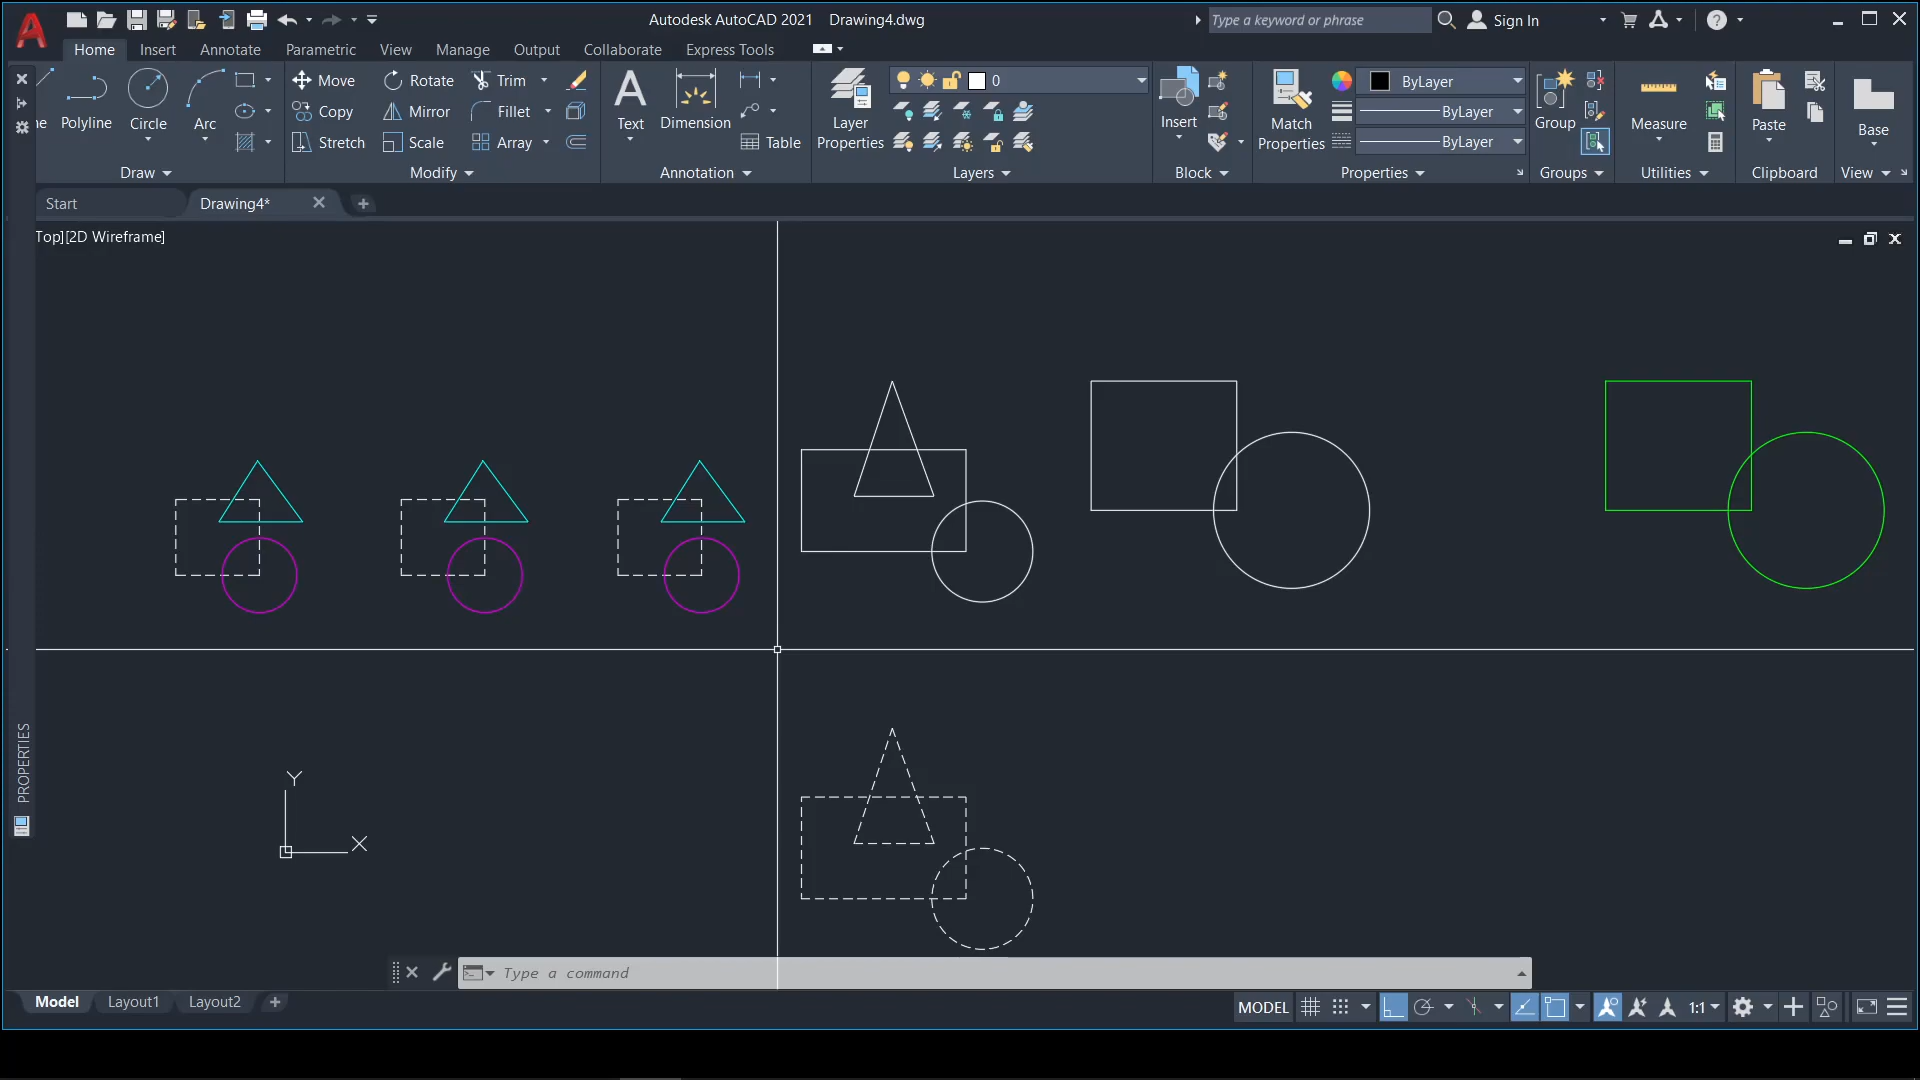 Autodesk AutoCAD 2021 Drawing4.dwg
Type a keyword or phrase
Sign In
Home Insert Annotate Parametric View Manage Output Collaborate Express Tools
ne Polyline Circle Arc
Move Rotate Trim
Copy Mirror Fillet
Stretch Scale Array
Text Dimension Table
Layer Properties
0
Insert
Match Properties
ByLayer
ByLayer
ByLayer
Group Measure Paste Base
Draw Modify Annotation Layers Block Properties Groups Utilities Clipboard View
Start Drawing4*
Top][2D Wireframe]
PROPERTIES
Y
X
Type a command
Model Layout1 Layout2
MODEL 1:1